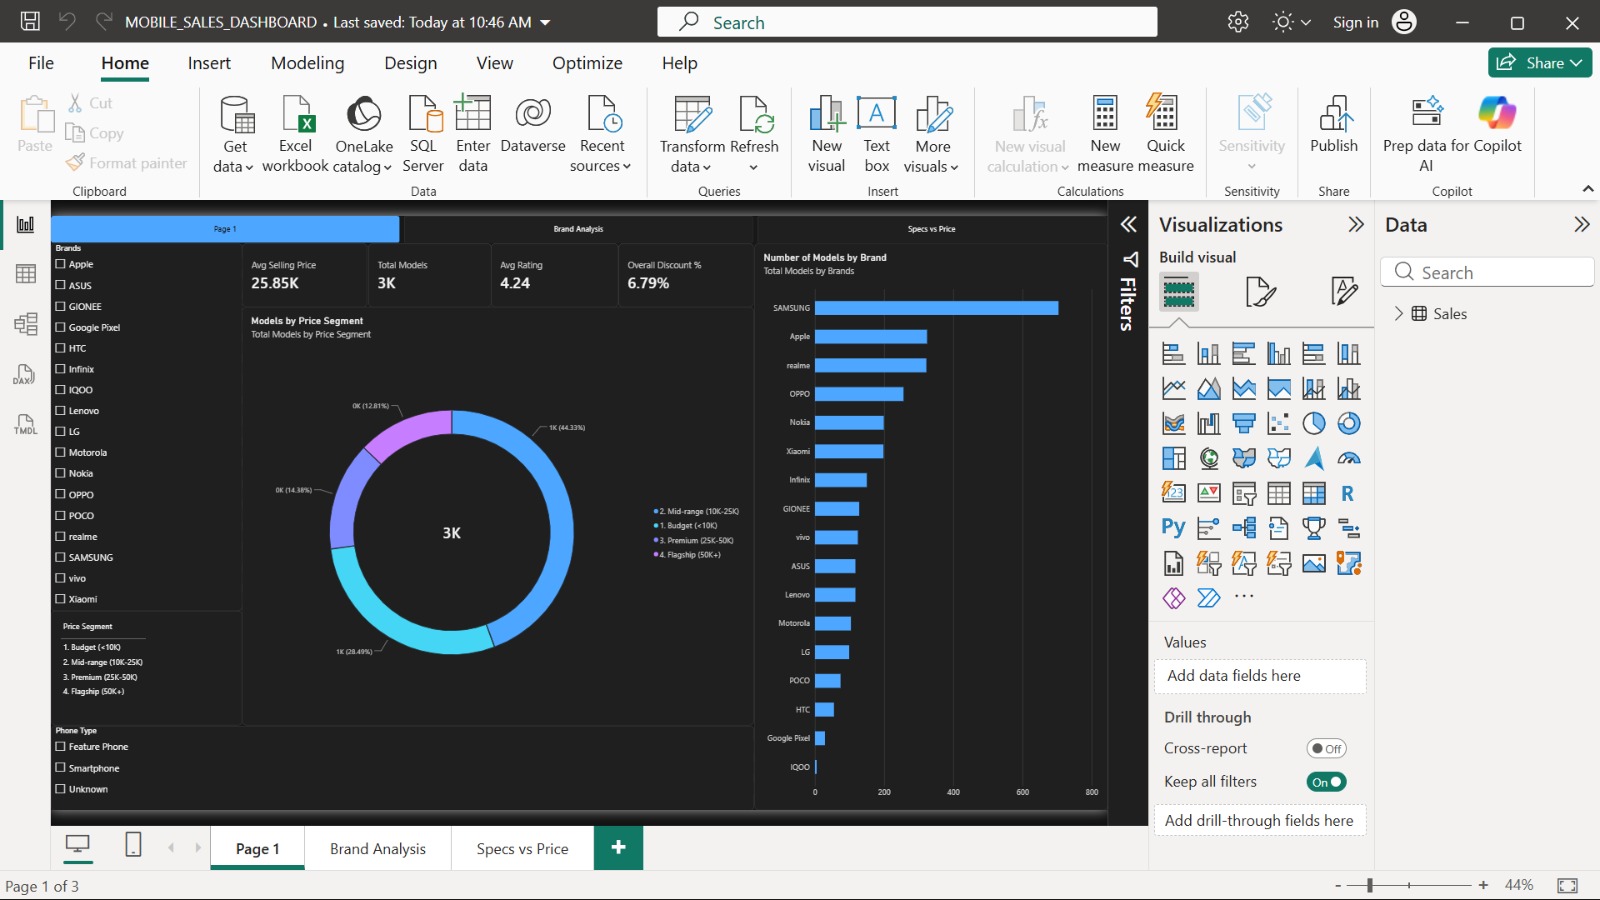 MOBILE_SALES_DASHBOARD • Last saved: Today at 10:46 AM
Search
Sign in
File
Home
Insert
Modeling
Design
View
Optimize
Help
Share
Paste
Cut
Copy
Format painter
Clipboard
Get data
Excel workbook
OneLake catalog
SQL Server
Enter data
Dataverse
Recent sources
Data
Transform data
Refresh
Queries
New visual
Text box
More visuals
Insert
New visual calculation
New measure
Quick measure
Calculations
Sensitivity
Sensitivity
Publish
Share
Prep data for AI
Copilot
Copilot
DAX
TMDL
Page 1
Brand Analysis
Specs vs Price
Brands
Apple
ASUS
GIONEE
Google Pixel
HTC
Infinix
IQOO
Lenovo
LG
Motorola
Nokia
OPPO
POCO
realme
SAMSUNG
vivo
Xiaomi
Price Segment
1. Budget (<10K)
2. Mid-range (10K-25K)
3. Premium (25K-50K)
4. Flagship (50K+)
Phone Type
Feature Phone
Smartphone
Unknown
Avg Selling Price
25.85K
Total Models
3K
Avg Rating
4.24
Overall Discount %
6.79%
Models by Price Segment
Total Models by Price Segment
0K (12.81%)
1K (44.33%)
0K (14.38%)
1K (28.49%)
3K
2. Mid-range (10K-25K)
1. Budget (<10K)
3. Premium (25K-50K)
4. Flagship (50K+)
Number of Models by Brand
Total Models by Brands
SAMSUNG
Apple
realme
OPPO
Nokia
Xiaomi
Infinix
GIONEE
vivo
ASUS
Lenovo
Motorola
LG
POCO
HTC
Google Pixel
IQOO
0
200
400
600
800
Filters
Visualizations
Build visual
123
R
Py
Values
Add data fields here
Drill through
Cross-report
Off
Keep all filters
On
Add drill-through fields here
Data
Search
Sales
Page 1
Brand Analysis
Specs vs Price
+
Page 1 of 3
-
+
44%